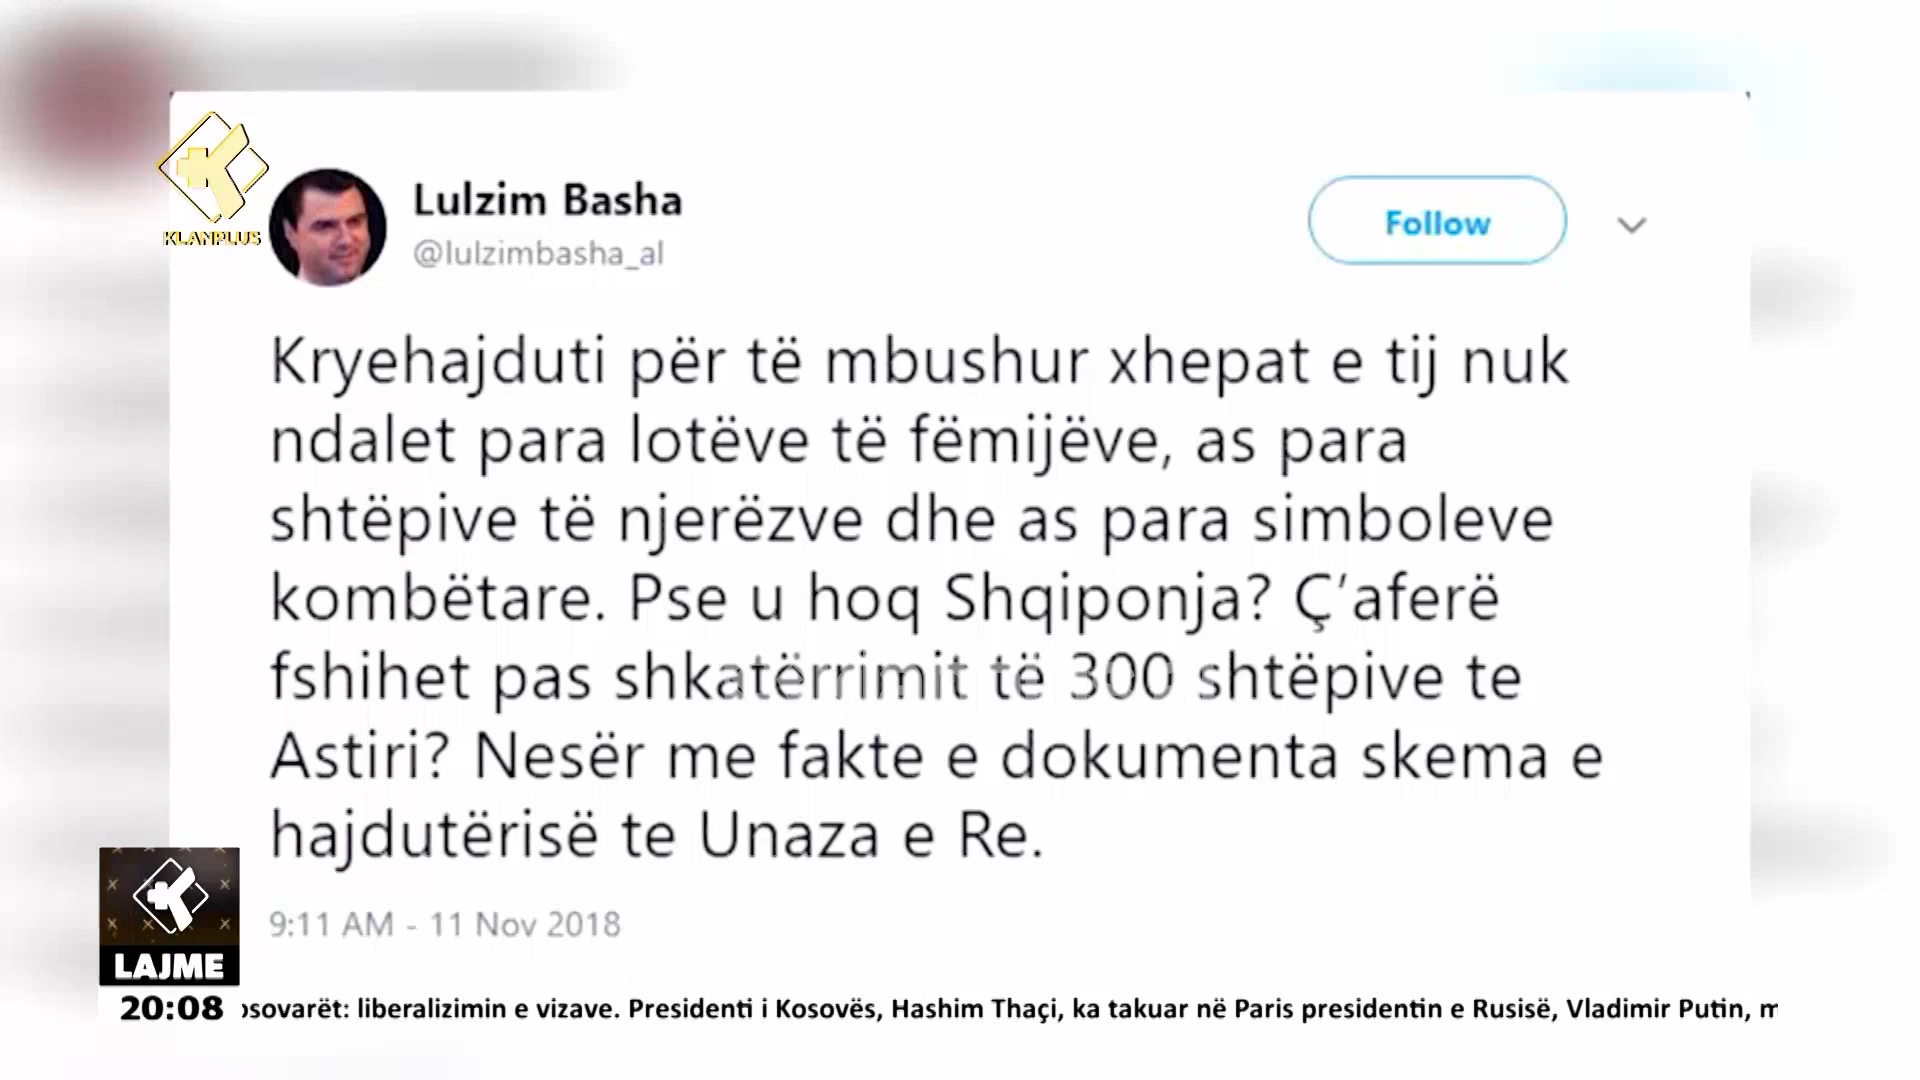 KLANPLUS
Lulzim Basha
@lulzimbasha_al
Follow
Kryehajduti për të mbushur xhepat e tij nuk
ndalet para lotëve të fëmijëve, as para
shtëpive të njerëzve dhe as para simboleve
kombëtare. Pse u hoq Shqiponja? Ç’aferë
fshihet pas shkatërrimit të 300 shtëpive te
Astiri? Nesër me fakte e dokumenta skema e
hajdutërisë te Unaza e Re.
9:11 AM - 11 Nov 2018
LAJME
20:08 osovarët: liberalizimin e vizave. Presidenti i Kosovës, Hashim Thaçi, ka takuar në Paris presidentin e Rusisë, Vladimir Putin, m